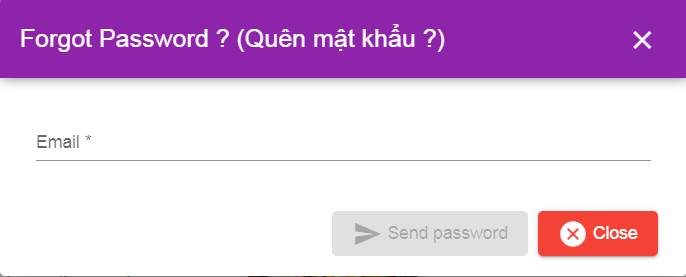 Forgot Password ? (Quên mật khẩu ?)
Email *
Send password
Close